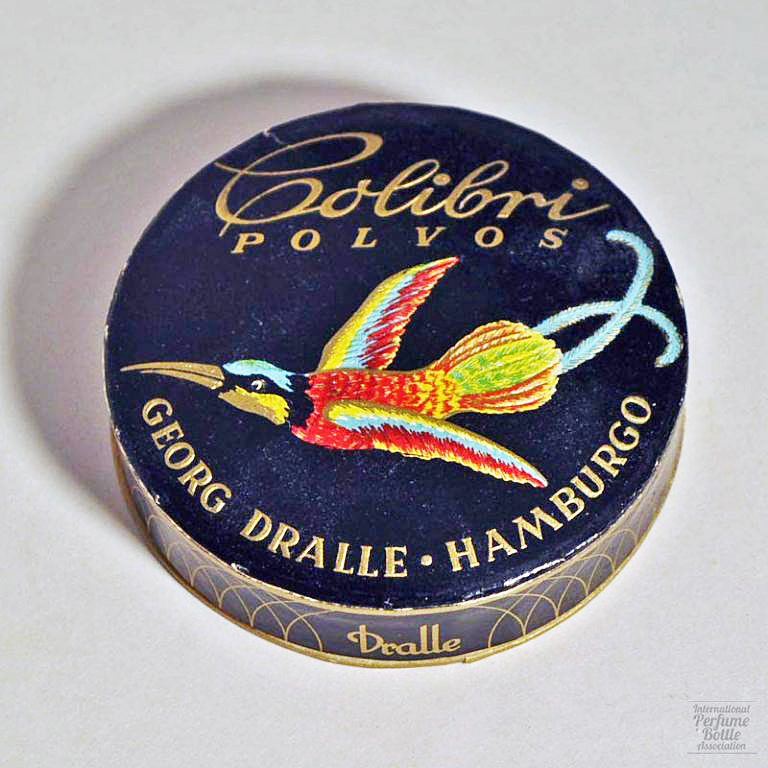 Colibri
POLVOS
GEORG DRALLE · HAMBURGO
Dralle
International
Perfume
Bottle
Association